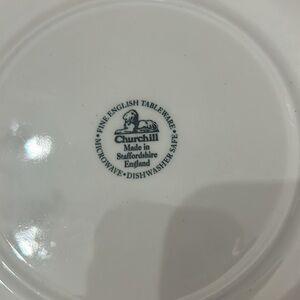 • FINE ENGLISH TABLEWARE •
Churchill
Made in
Staffordshire
England
MICROWAVE • DISHWASHER SAFE